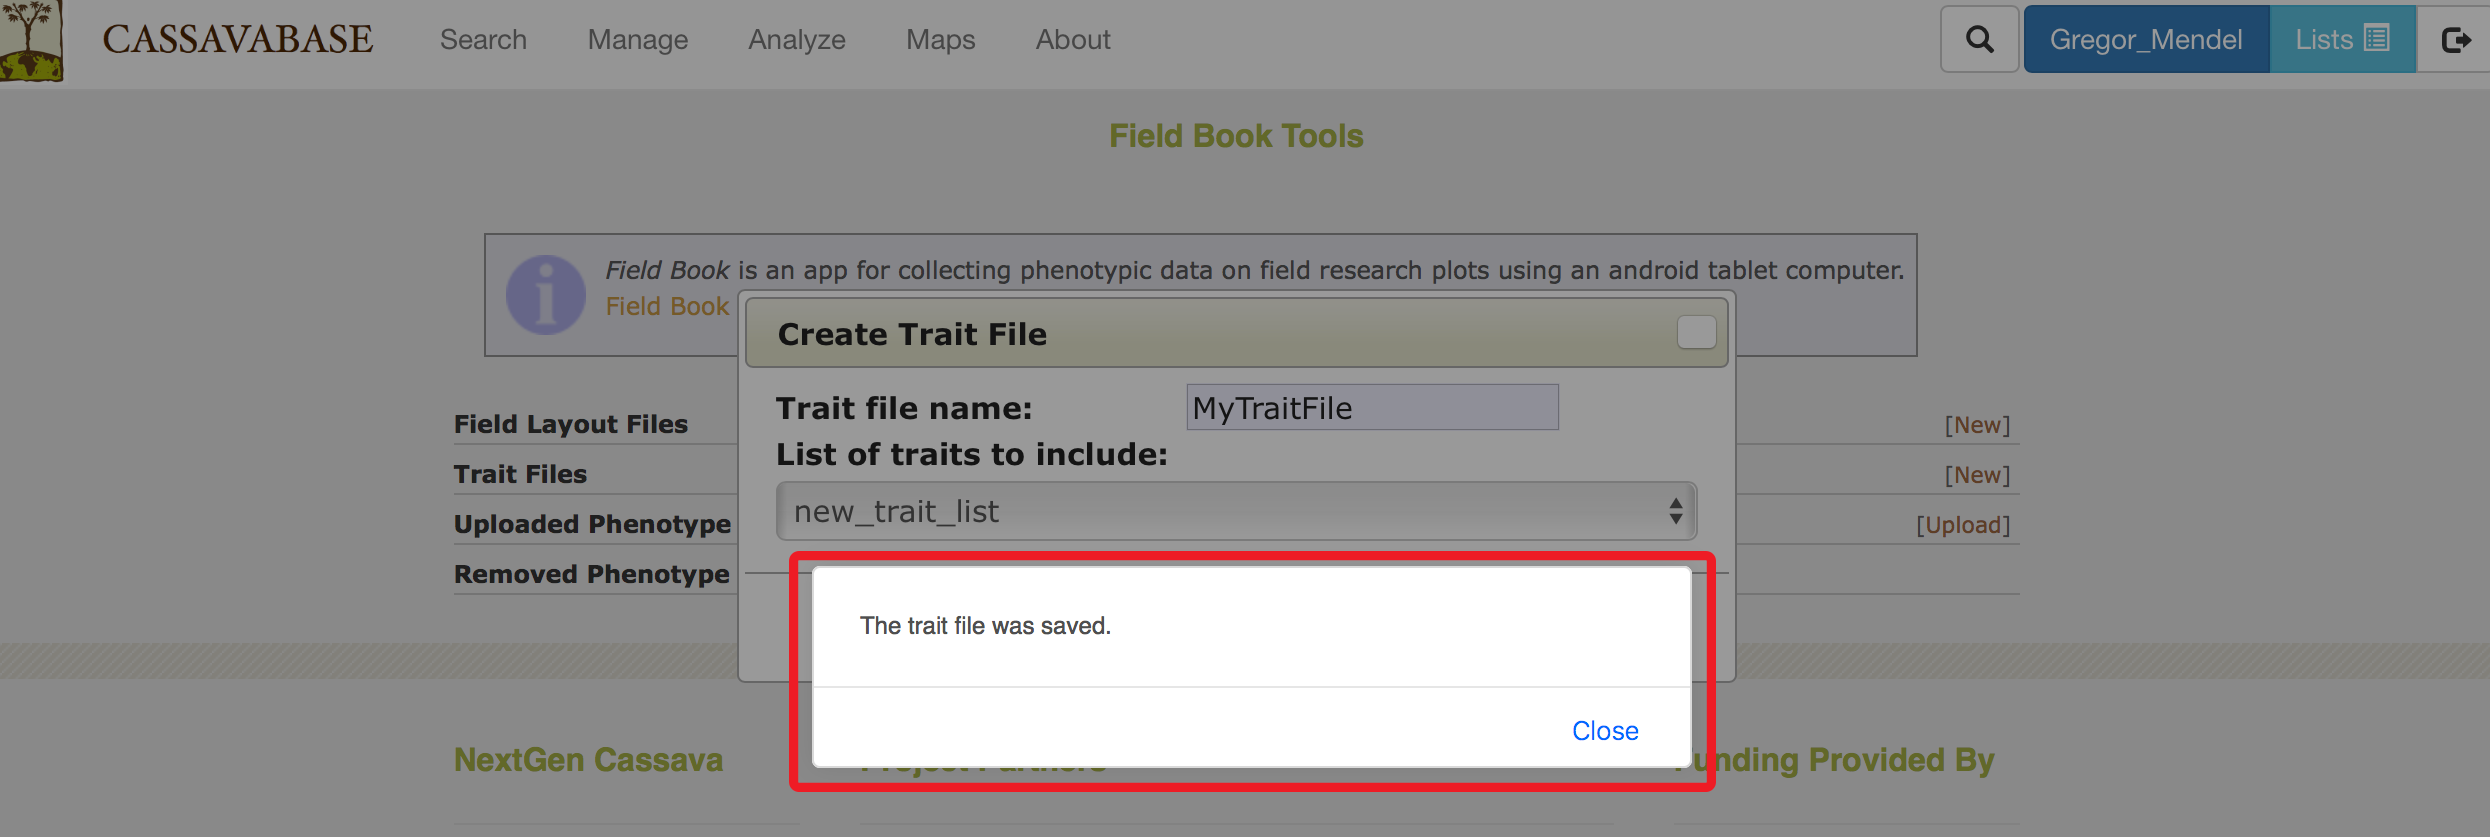 CASSAVABASE
Search Manage Analyze Maps About
Gregor_Mendel Lists
Field Book Tools
Field Book is an app for collecting phenotypic data on field research plots using an android tablet computer.
Field Book
Create Trait File
Trait file name: MyTraitFile
List of traits to include:
new_trait_list
Field Layout Files [New]
Trait Files [New]
Uploaded Phenotype [Upload]
Removed Phenotype
The trait file was saved.
Close
NextGen Cassava
Project Partners
Funding Provided By